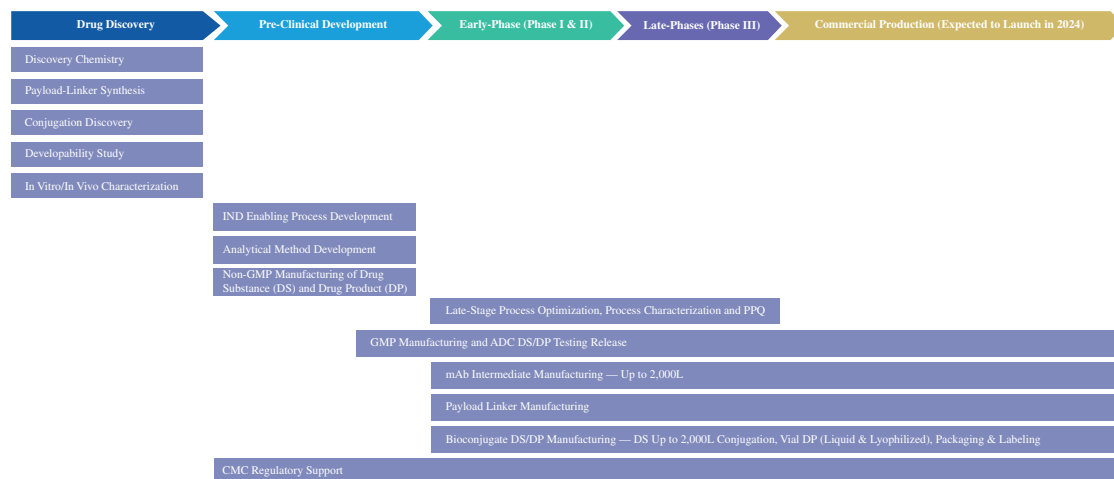 Drug Discovery
Pre-Clinical Development
Early-Phase (Phase I & II)
Late-Phases (Phase III)
Commercial Production (Expected to Launch in 2024)
Discovery Chemistry
Payload-Linker Synthesis
Conjugation Discovery
Developability Study
In Vitro/In Vivo Characterization
IND Enabling Process Development
Analytical Method Development
Non-GMP Manufacturing of Drug
Substance (DS) and Drug Product (DP)
Late-Stage Process Optimization, Process Characterization and PPQ
GMP Manufacturing and ADC DS/DP Testing Release
mAb Intermediate Manufacturing — Up to 2,000L
Payload Linker Manufacturing
Bioconjugate DS/DP Manufacturing — DS Up to 2,000L Conjugation, Vial DP (Liquid & Lyophilized), Packaging & Labeling
CMC Regulatory Support